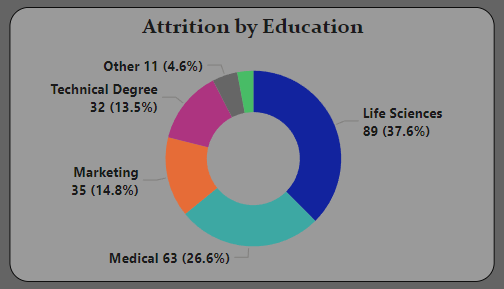 Attrition by Education
Other 11 (4.6%)
Technical Degree
32 (13.5%)
Life Sciences
89 (37.6%)
Marketing
35 (14.8%)
Medical 63 (26.6%)